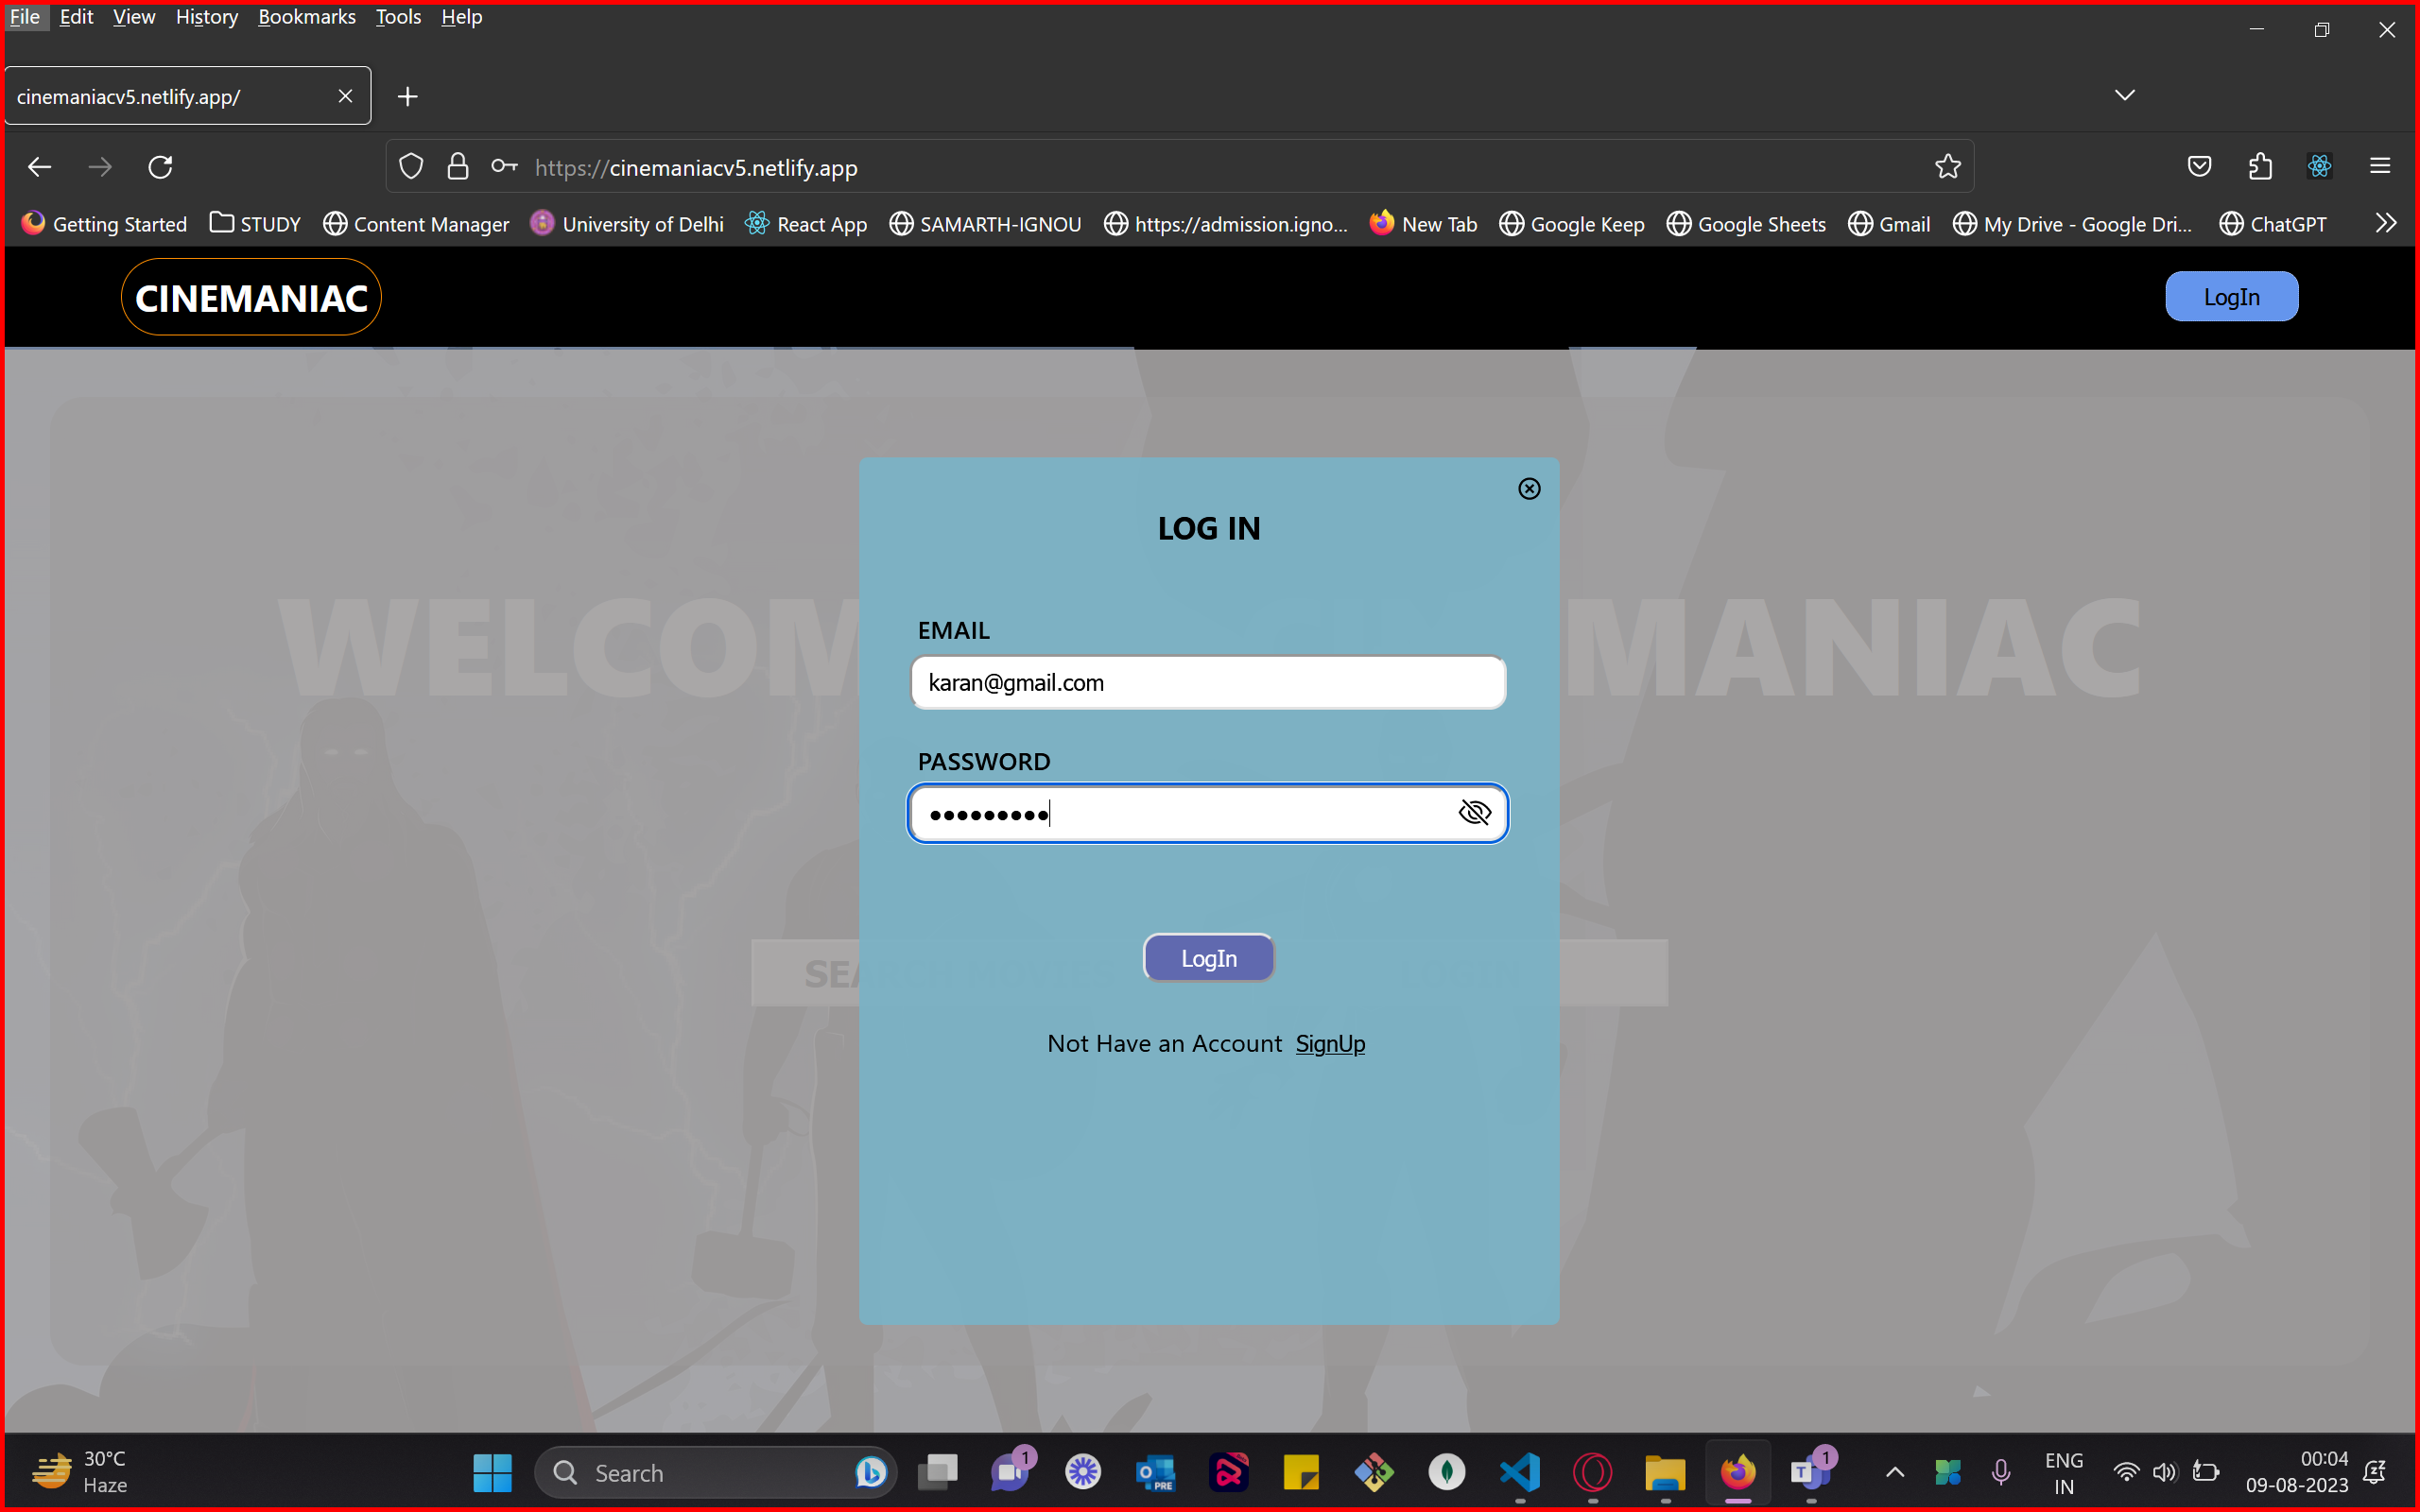 File Edit View History Bookmarks Tools Help
cinemaniacv5.netlify.app/
https://cinemaniacv5.netlify.app
Getting Started STUDY Content Manager University of Delhi React App SAMARTH-IGNOU https://admission.igno... New Tab Google Keep Google Sheets Gmail My Drive - Google Dri... ChatGPT
CINEMANIAC LogIn
LOG IN
WELCOM MANIAC
EMAIL
karan@gmail.com
PASSWORD
•••••••••
LogIn
SEA
Not Have an Account SignUp
30°C
Haze
Search
1
PRE
T 1
ENG
IN
00:04
09-08-2023